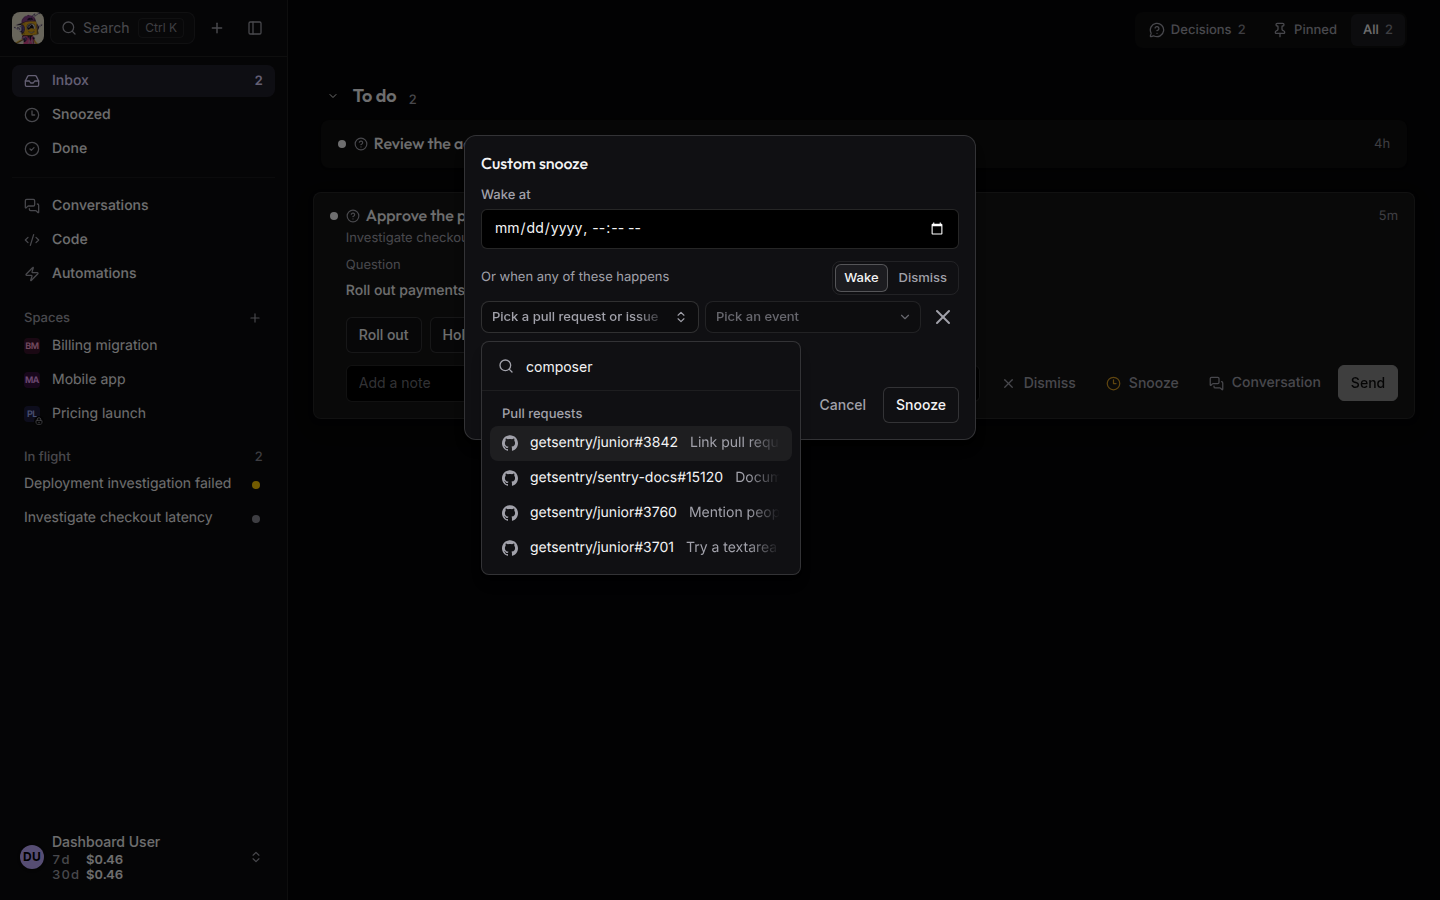 Search Ctrl K
Decisions 2 Pinned All 2
Inbox 2
Snoozed
Done
Conversations
Code
Automations
Spaces
BM Billing migration
MA Mobile app
PL Pricing launch
In flight 2
Deployment investigation failed
Investigate checkout latency
DU Dashboard User
7d $0.46
30d $0.46
To do 2
Review the a 4h
Approve the p 5m
Investigate checkou
Question
Roll out payments
Roll out Hol
Add a note
Dismiss Snooze Conversation Send
Custom snooze
Wake at
mm/dd/yyyy, --:-- --
Or when any of these happens Wake Dismiss
Pick a pull request or issue Pick an event
Cancel Snooze
composer
Pull requests
getsentry/junior#3842 Link pull requ
getsentry/sentry-docs#15120 Docum
getsentry/junior#3760 Mention peop
getsentry/junior#3701 Try a textarea